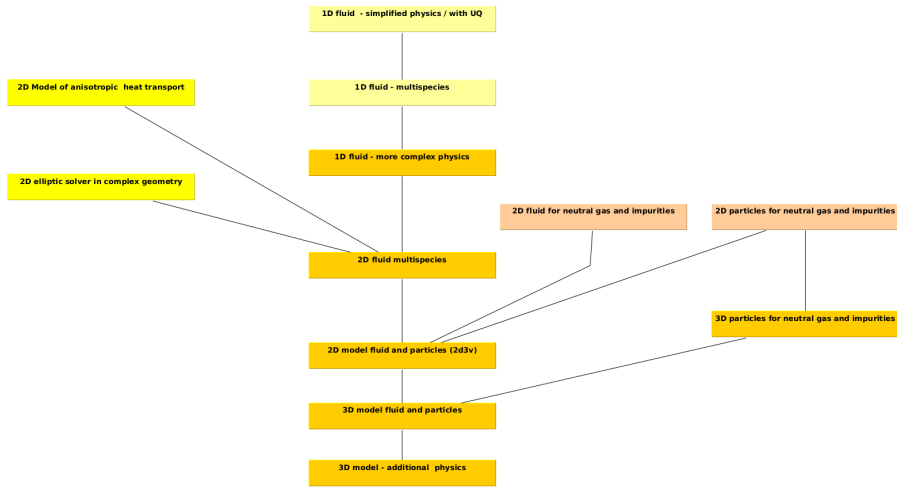 1D fluid - simplified physics / with UQ
2D Model of anisotropic heat transport
1D fluid - multispecies
1D fluid - more complex physics
2D elliptic solver in complex geometry
2D fluid for neutral gas and impurities
2D particles for neutral gas and impurities
2D fluid multispecies
3D particles for neutral gas and impurities
2D model fluid and particles (2d3v)
3D model fluid and particles
3D model - additional physics